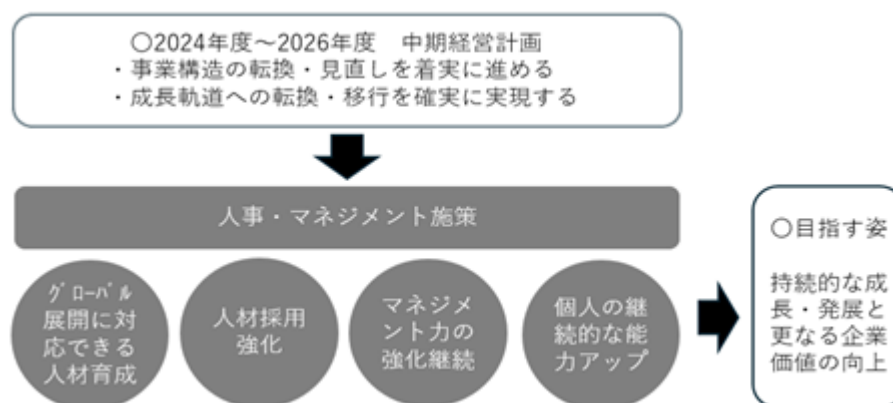 〇2024年度～2026年度　中期経営計画
・事業構造の転換・見直しを着実に進める
・成長軌道への転換・移行を確実に実現する
人事・マネジメント施策
ｸﾞﾛｰﾊﾞﾙ
展開に対
応できる
人材育成
人材採用
強化
マネジメ
ント力の
強化継続
個人の継
続的な能
力アップ
〇目指す姿
持続的な成
長・発展と
更なる企業
価値の向上